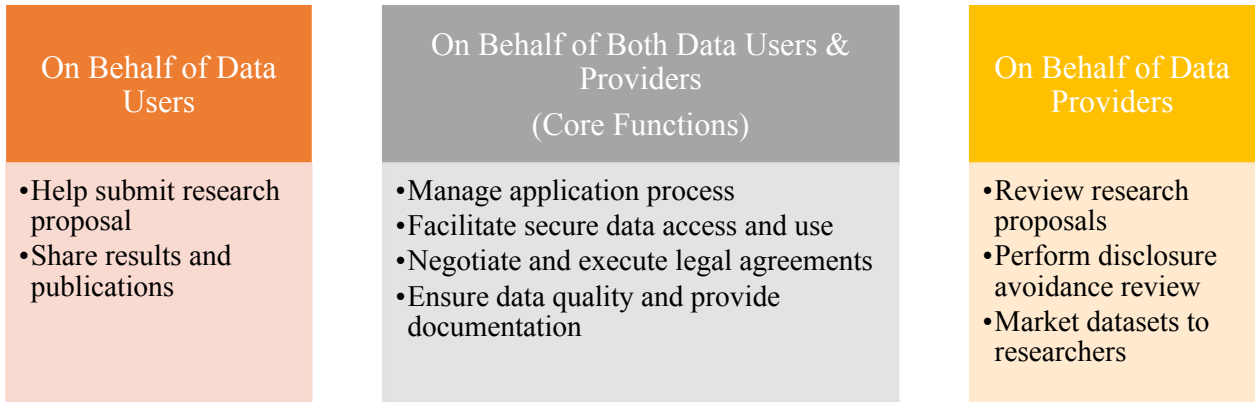 On Behalf of Data
Users
•Help submit research
proposal
•Share results and
publications
On Behalf of Both Data Users &
Providers
(Core Functions)
•Manage application process
•Facilitate secure data access and use
•Negotiate and execute legal agreements
•Ensure data quality and provide
documentation
On Behalf of Data
Providers
•Review research
proposals
•Perform disclosure
avoidance review
•Market datasets to
researchers